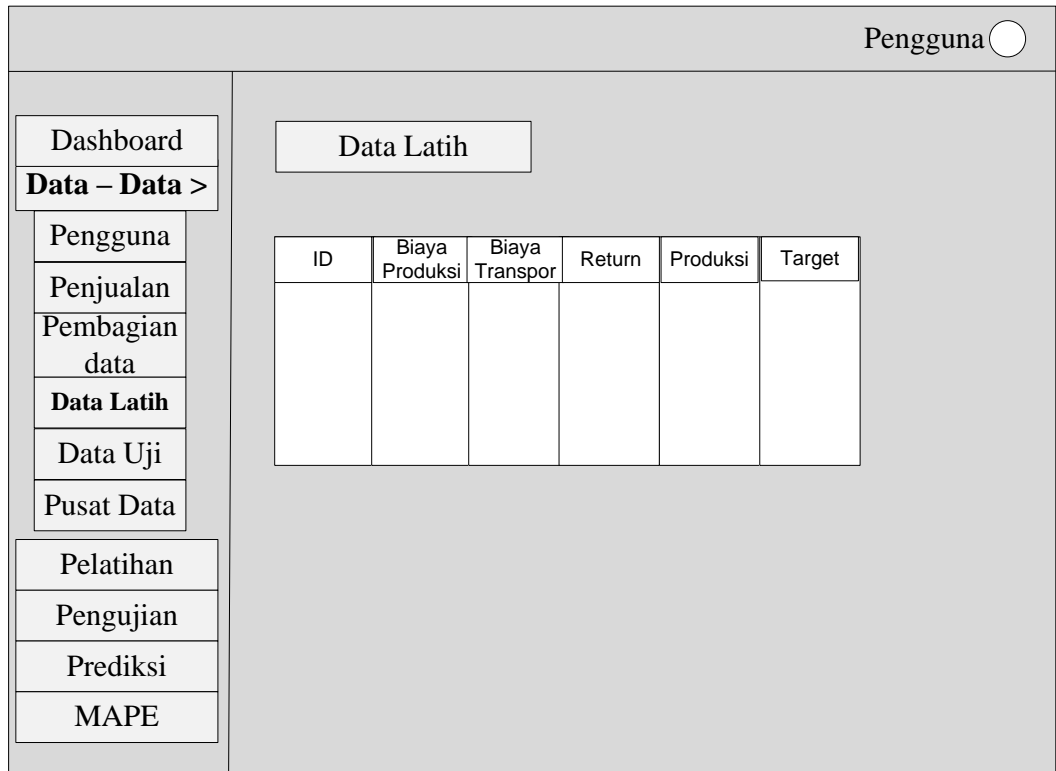 Pengguna
Dashboard
Data – Data >
Pengguna
Penjualan
Pembagian
data
Data Latih
Data Uji
Pusat Data
Pelatihan
Pengujian
Prediksi
MAPE
Data Latih
ID
Biaya
Produksi
Biaya
Transpor
Return
Produksi
Target